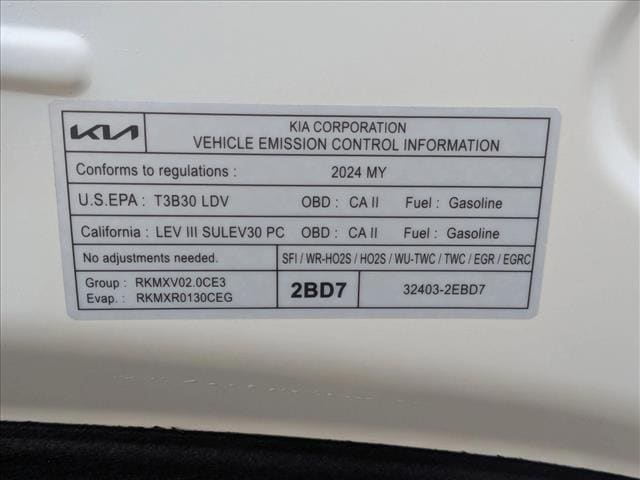 KIA
KIA CORPORATION
VEHICLE EMISSION CONTROL INFORMATION
Conforms to regulations : 2024 MY
U.S.EPA : T3B30 LDV OBD : CA II Fuel : Gasoline
California : LEV III SULEV30 PC OBD : CA II Fuel : Gasoline
No adjustments needed. SFI / WR-HO2S / HO2S / WU-TWC / TWC / EGR / EGRC
Group : RKMXV02.0CE3
Evap. : RKMXR0130CEG
2BD7
32403-2EBD7